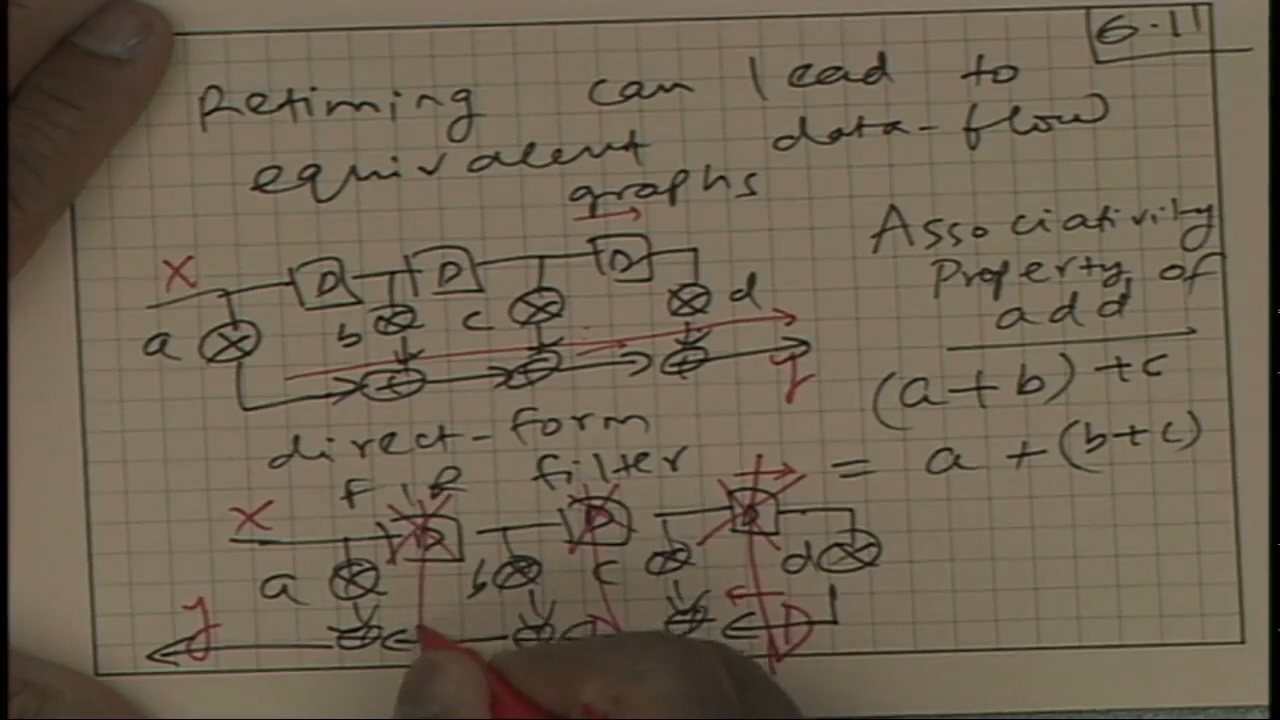 6.11
Retiming can lead to
equivalent data-flow
graphs
Associativity
Property of
add
(a+b)+c
= a+(b+c)
X D D D
a b c d
y
direct-form
FIR filter
X D D D
a b c d
y D